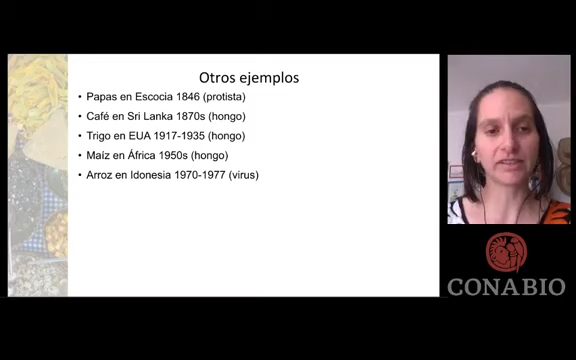 Otros ejemplos
• Papas en Escocia 1846 (protista)
• Café en Sri Lanka 1870s (hongo)
• Trigo en EUA 1917-1935 (hongo)
• Maíz en África 1950s (hongo)
• Arroz en Idonesia 1970-1977 (virus)
CONABIO